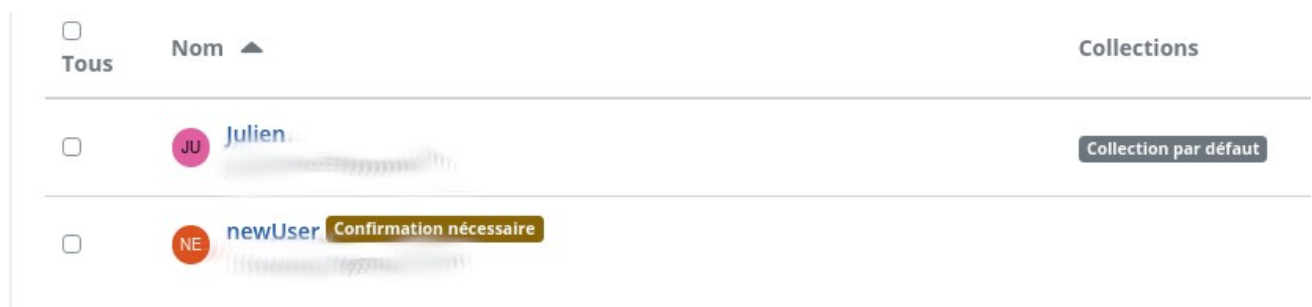 Tous
Nom
Collections
JU
Julien
Collection par défaut
NE
newUser Confirmation nécessaire